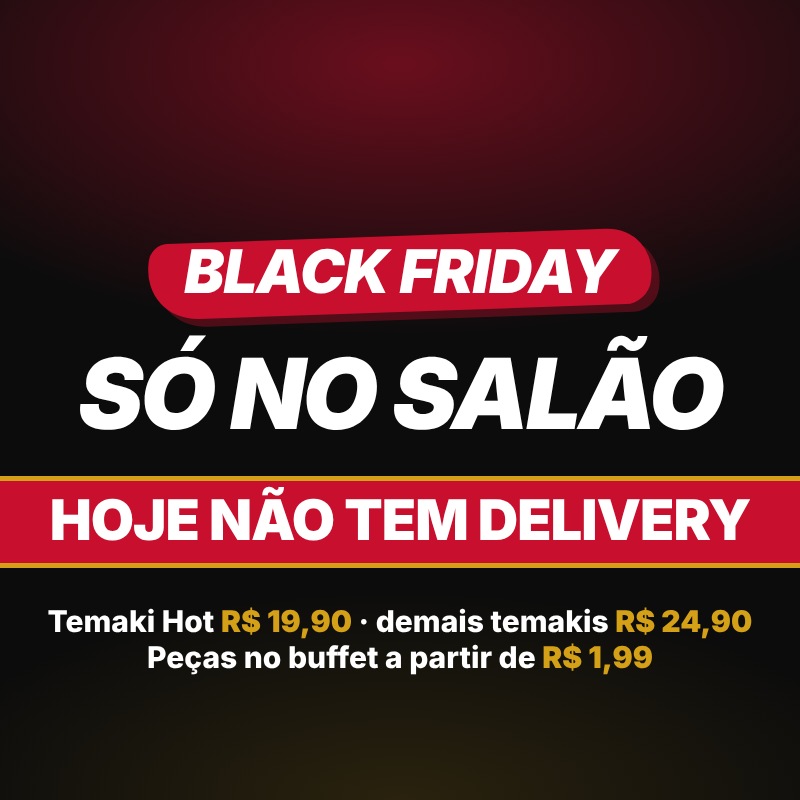 BLACK FRIDAY
SÓ NO SALÃO
HOJE NÃO TEM DELIVERY
Temaki Hot R$ 19,90 · demais temakis R$ 24,90
Peças no buffet a partir de R$ 1,99